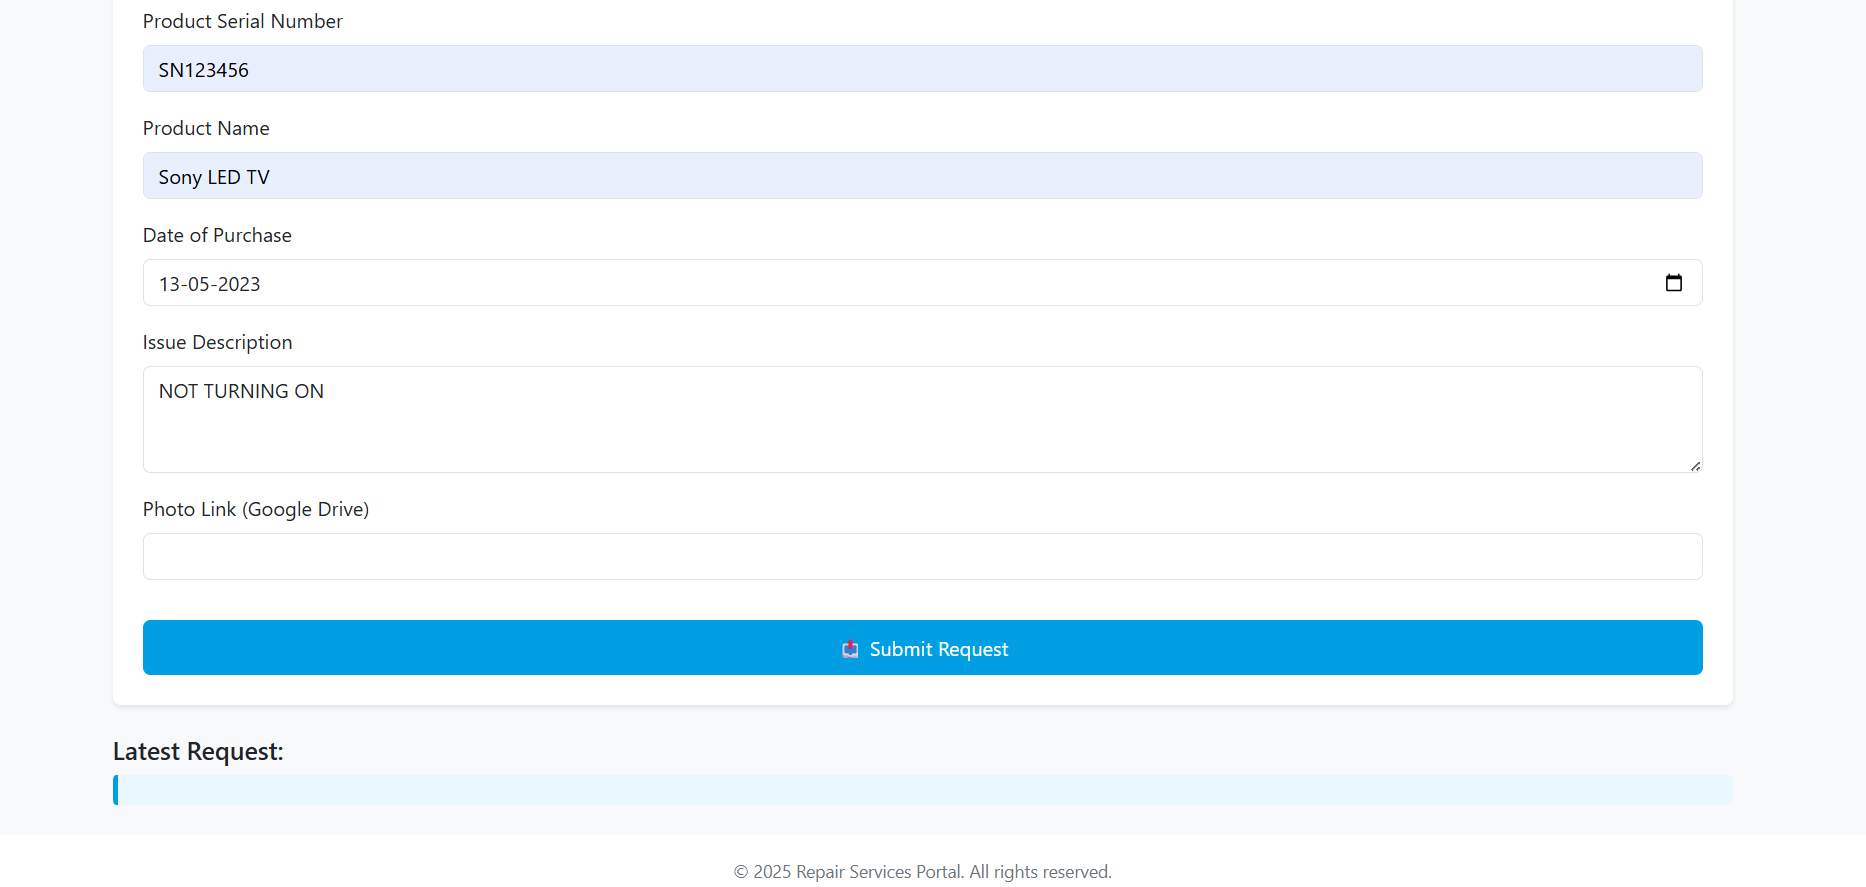 Product Serial Number
SN123456
Product Name
Sony LED TV
Date of Purchase
13-05-2023
Issue Description
NOT TURNING ON
Photo Link (Google Drive)
Submit Request
Latest Request:
© 2025 Repair Services Portal. All rights reserved.